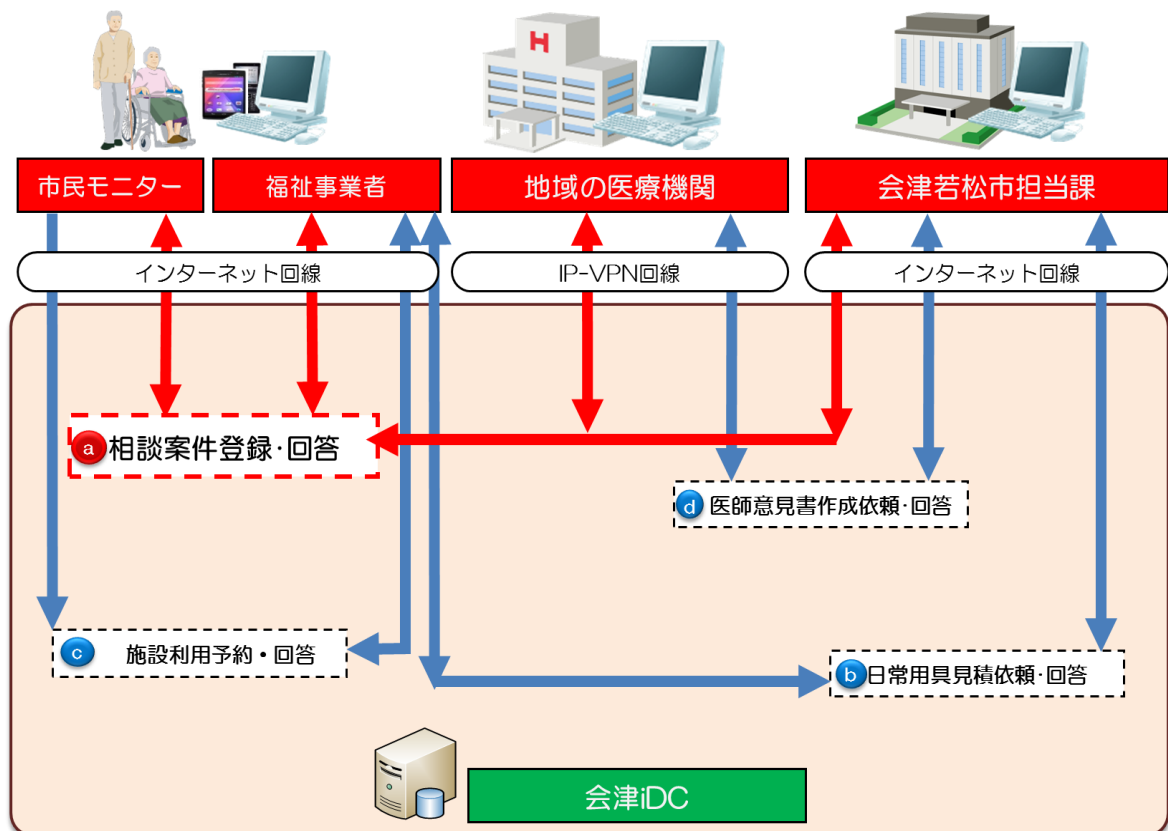 H
市民モニター
福祉事業者
地域の医療機関
会津若松市担当課
インターネット回線
IP-VPN回線
インターネット回線
a 相談案件登録・回答
d 医師意見書作成依頼・回答
c 施設利用予約・回答
b 日常用具見積依頼・回答
会津iDC